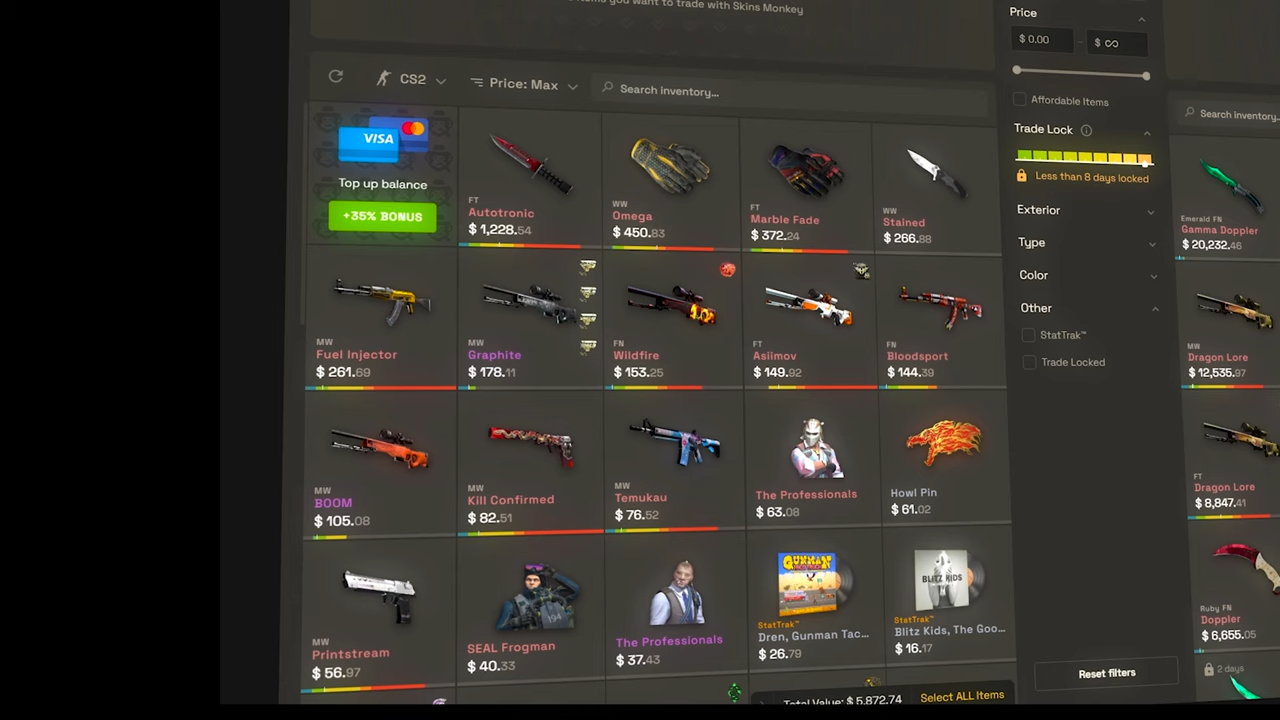 items you want to trade with Skins Monkey
CS2
Price: Max
Search inventory...
VISA
Top up balance
+35% BONUS
FT
Autotronic
$ 1,228.54
WW
Omega
$ 450.83
FT
Marble Fade
$ 372.24
WW
Stained
$ 266.88
MW
Fuel Injector
$ 261.69
MW
Graphite
$ 178.11
FN
Wildfire
$ 153.25
FT
Asiimov
$ 149.92
FN
Bloodsport
$ 144.39
MW
BOOM
$ 105.08
MW
Kill Confirmed
$ 82.51
MW
Temukau
$ 76.52
The Professionals
$ 63.08
Howl Pin
$ 61.02
MW
Printstream
$ 56.97
194
SEAL Frogman
$ 40.33
The Professionals
$ 37.43
GUNMAN
StatTrak™
Dren, Gunman Tac...
$ 26.79
BLITZ KIDS
StatTrak™
Blitz Kids, The Goo...
$ 16.17
Total Value: $ 5,872.74
Select ALL Items
Price
$ 0.00
-
$ ∞
Affordable Items
Trade Lock
Less than 8 days locked
Exterior
Type
Color
Other
StatTrak™
Trade Locked
Reset filters
Search inventory...
Emerald FN
Gamma Doppler
$ 20,232.46
MW
Dragon Lore
$ 12,535.97
FT
Dragon Lore
$ 8,847.41
Ruby FN
Doppler
$ 6,655.05
2 days